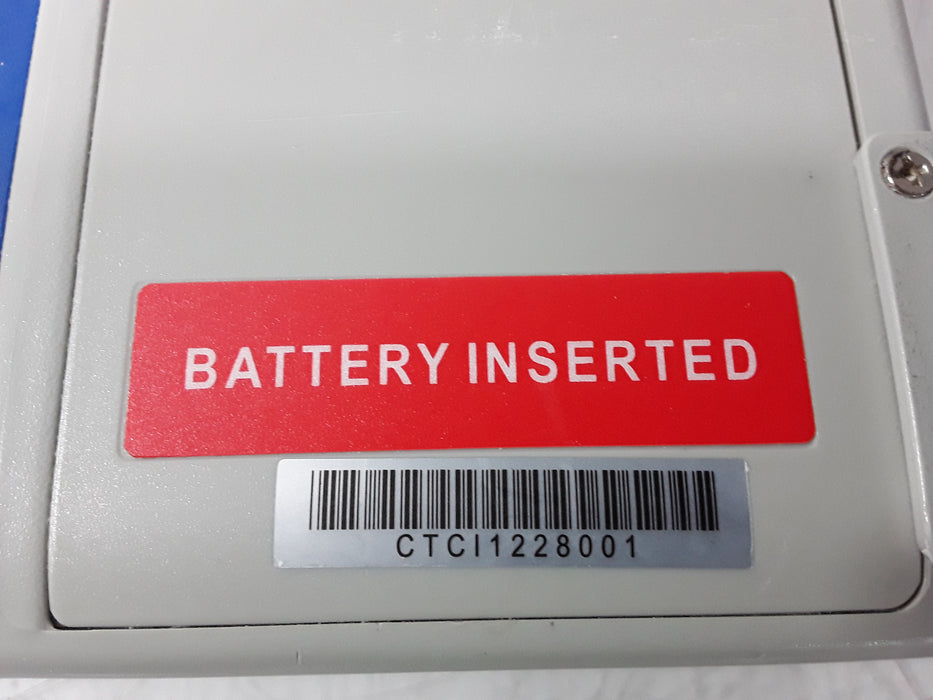 BATTERY INSERTED
CTCI1228001